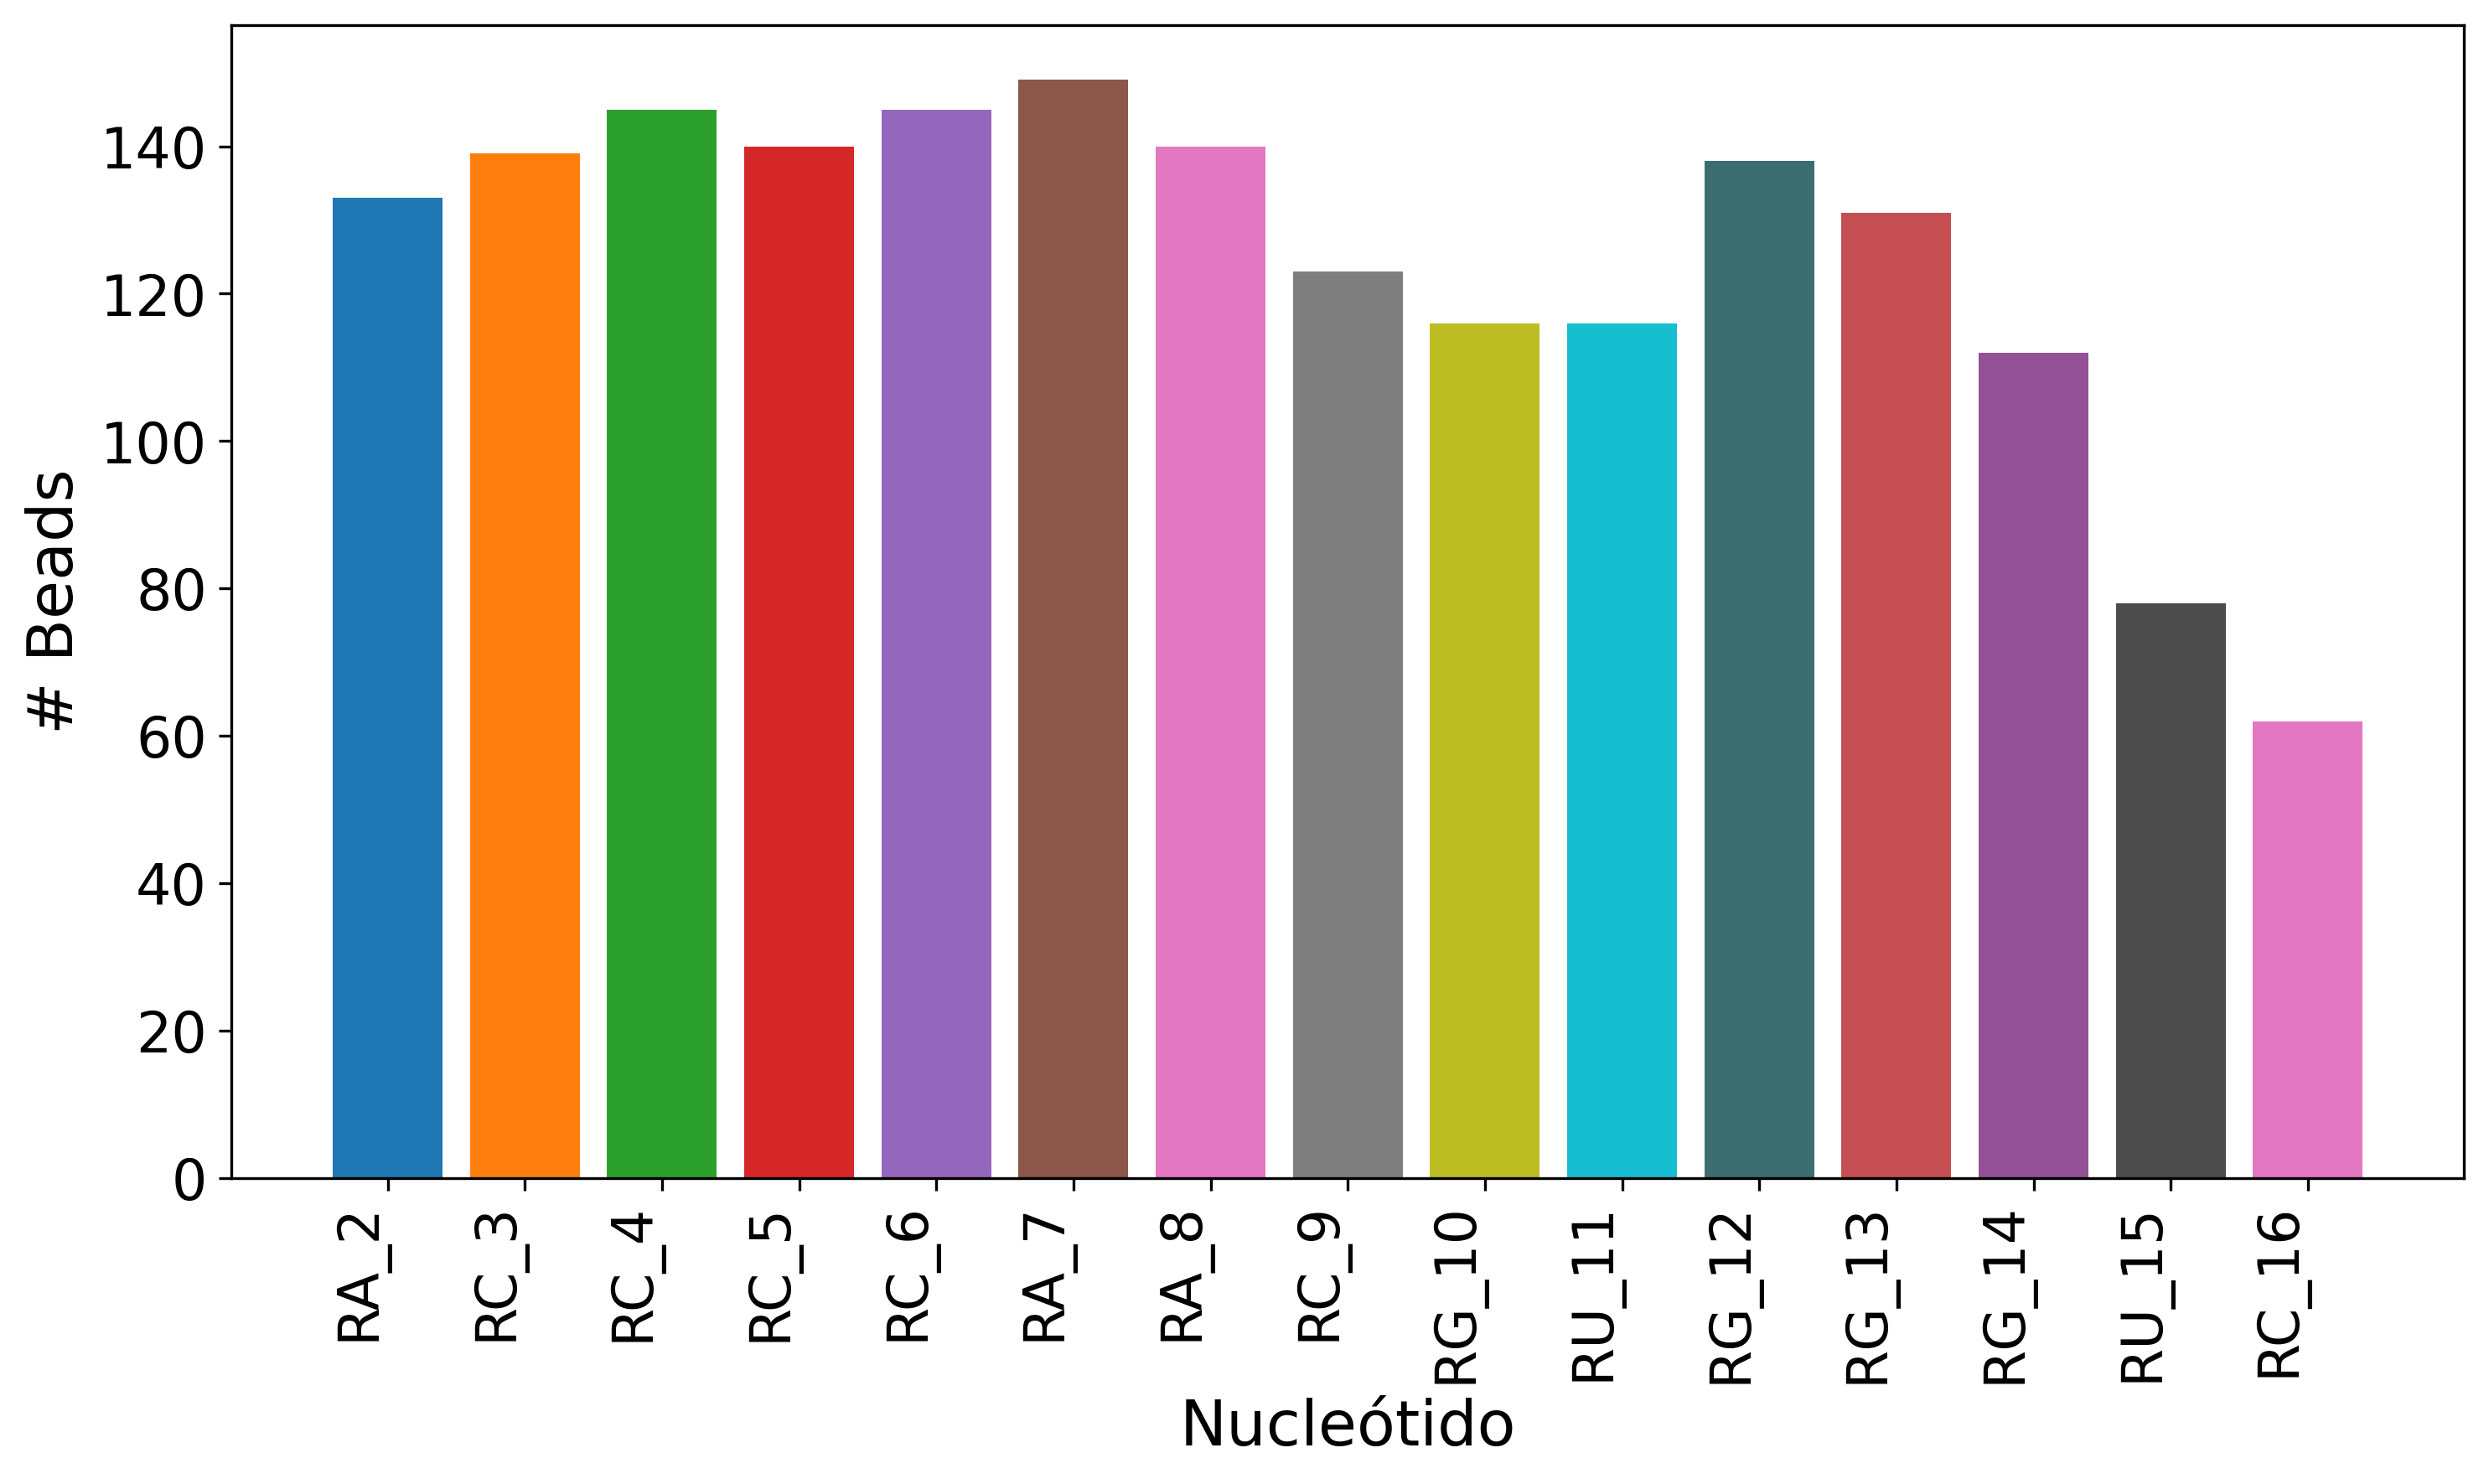 # Beads
140
120
100
80
60
40
20
0
RA_2
RC_3
RC_4
RC_5
RC_6
RA_7
RA_8
RC_9
RG_10
RU_11
RG_12
RG_13
RG_14
RU_15
RC_16
Nucleótido